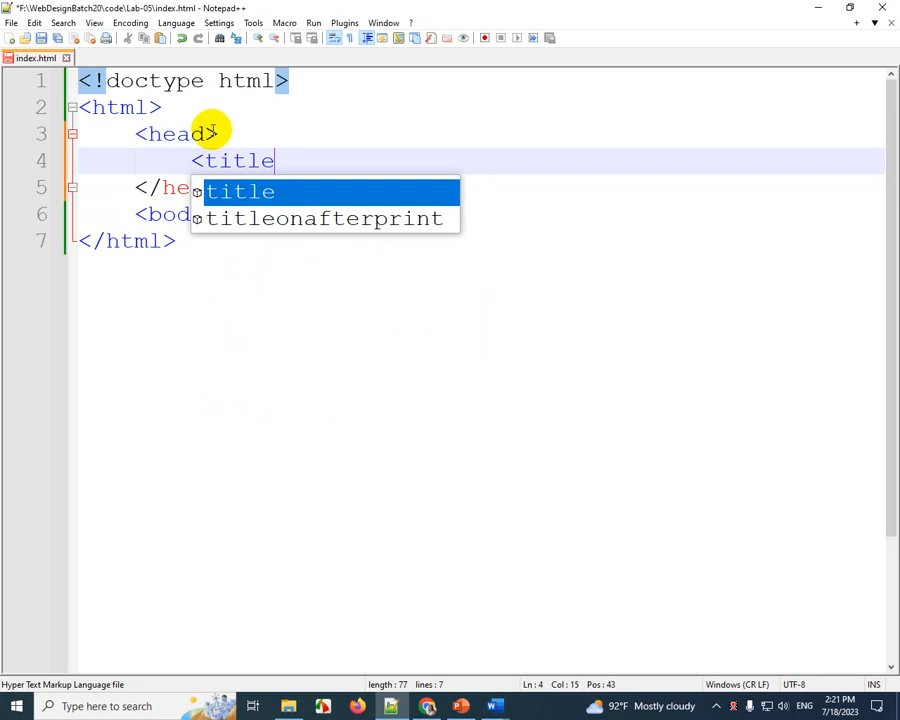 *F:\WebDesignBatch20\code\Lab-05\index.html - Notepad++
File Edit Search View Encoding Language Settings Tools Macro Run Plugins Window ?
index.html
1 <!doctype html>
2 <html>
3 <head>
4 <title
title
5 </he
6 <bod
titleonafterprint
7 </html>
Hyper Text Markup Language file length : 77 lines : 7 Ln : 4 Col : 15 Pos : 43 Windows (CR LF) UTF-8 INS
Type here to search 92°F Mostly cloudy ENG 2:21 PM
7/18/2023